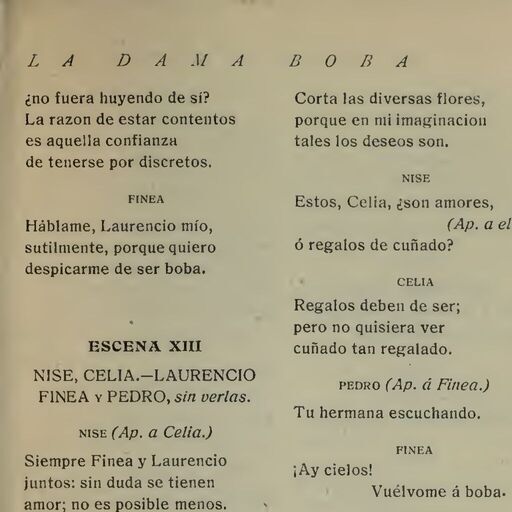 LA DAMA BOBA
¿no fuera huyendo de sí?
La razon de estar contentos
es aquella confianza
de tenerse por discretos.
FINEA
Háblame, Laurencio mío,
sutilmente, porque quiero
despicarme de ser boba.
ESCENA XIII
NISE, CELIA.—LAURENCIO
FINEA Y PEDRO, sin verlas.
NISE (Ap. a Celia.)
Siempre Finea y Laurencio
juntos: sin duda se tienen
amor; no es posible menos.
Corta las diversas flores,
porque en mi imaginacion
tales los deseos son.
NISE
Estos, Celia, ¿son amores,
(Ap. a el
ó regalos de cuñado?
CELIA
Regalos deben de ser;
pero no quisiera ver
cuñado tan regalado.
PEDRO (Ap. á Finea.)
Tu hermana escuchando.
FINEA
¡Ay cielos!
Vuélvome á boba.